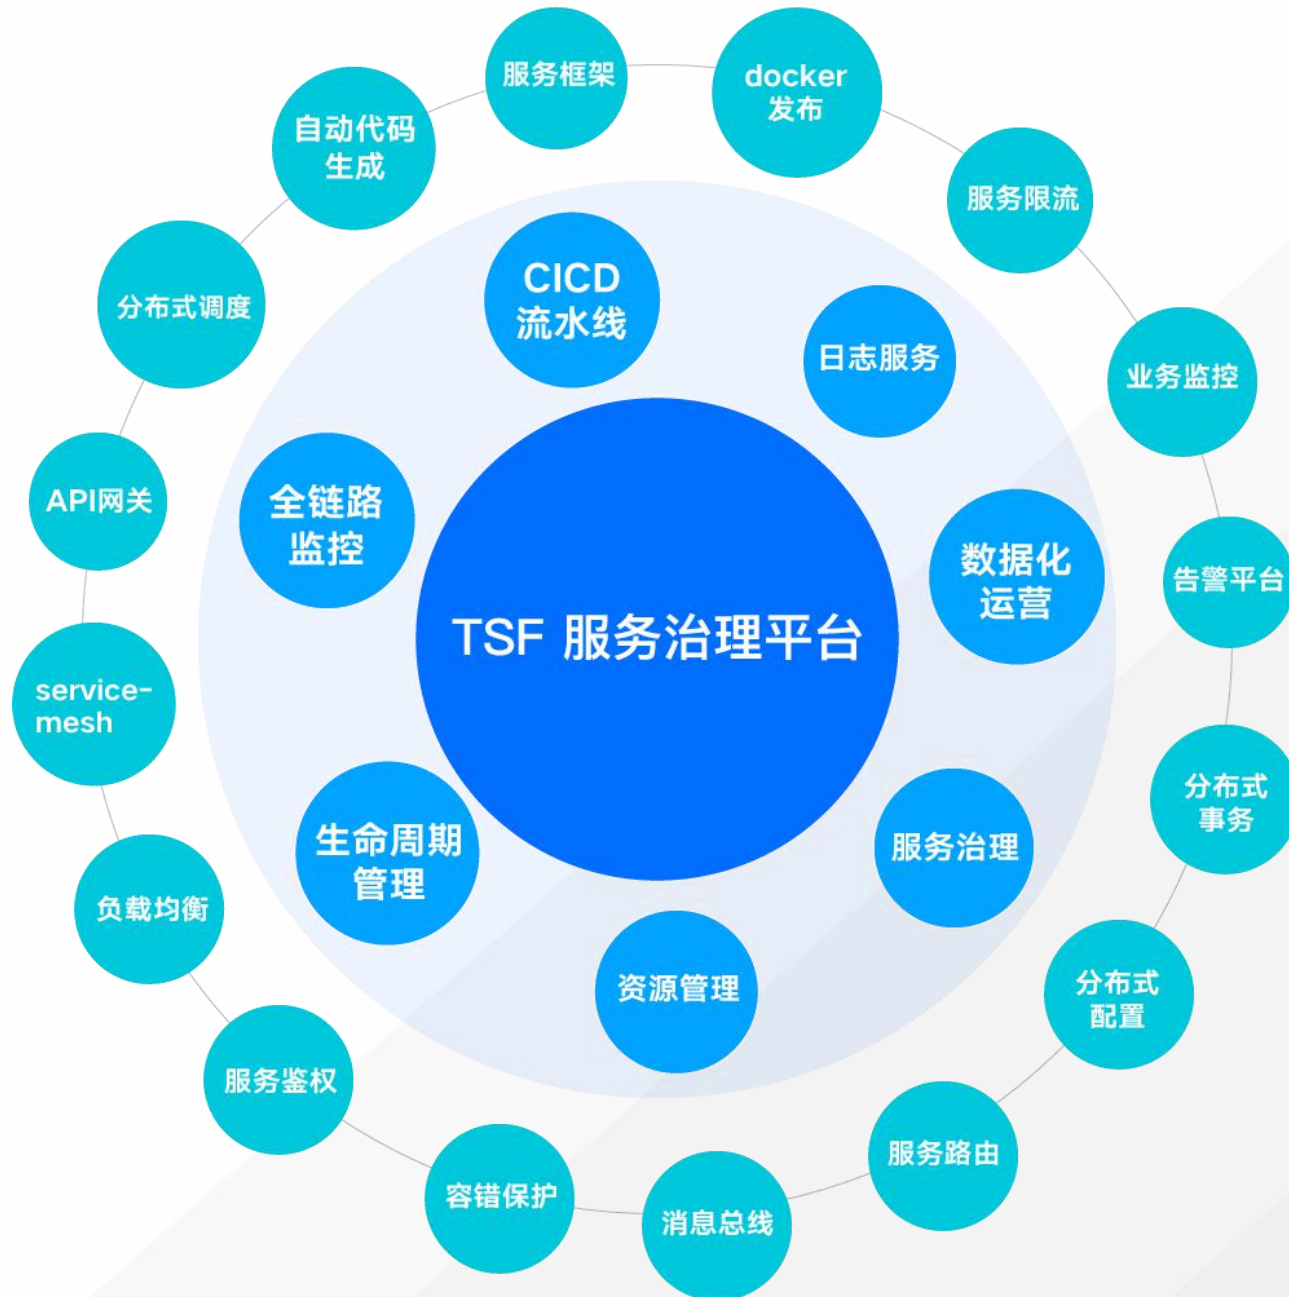 服务框架
docker
发布
自动代码
生成
服务限流
CICD
流水线
分布式调度
日志服务
业务监控
API网关
全链路
监控
数据化
运营
告警平台
TSF 服务治理平台
service-
mesh
分布式
事务
生命周期
管理
服务治理
负载均衡
资源管理
分布式
配置
服务鉴权
服务路由
容错保护
消息总线